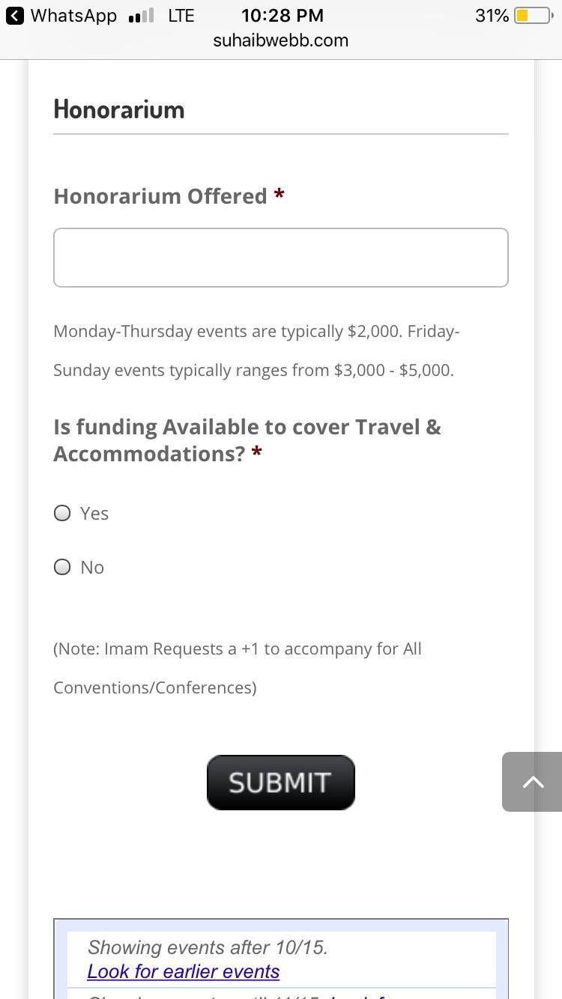 WhatsApp LTE 10:28 PM 31%
suhaibwebb.com
Honorarium
Honorarium Offered *
Monday-Thursday events are typically $2,000. Friday-
Sunday events typically ranges from $3,000 - $5,000.
Is funding Available to cover Travel &
Accommodations? *
Yes
No
(Note: Imam Requests a +1 to accompany for All
Conventions/Conferences)
SUBMIT
Showing events after 10/15.
Look for earlier events